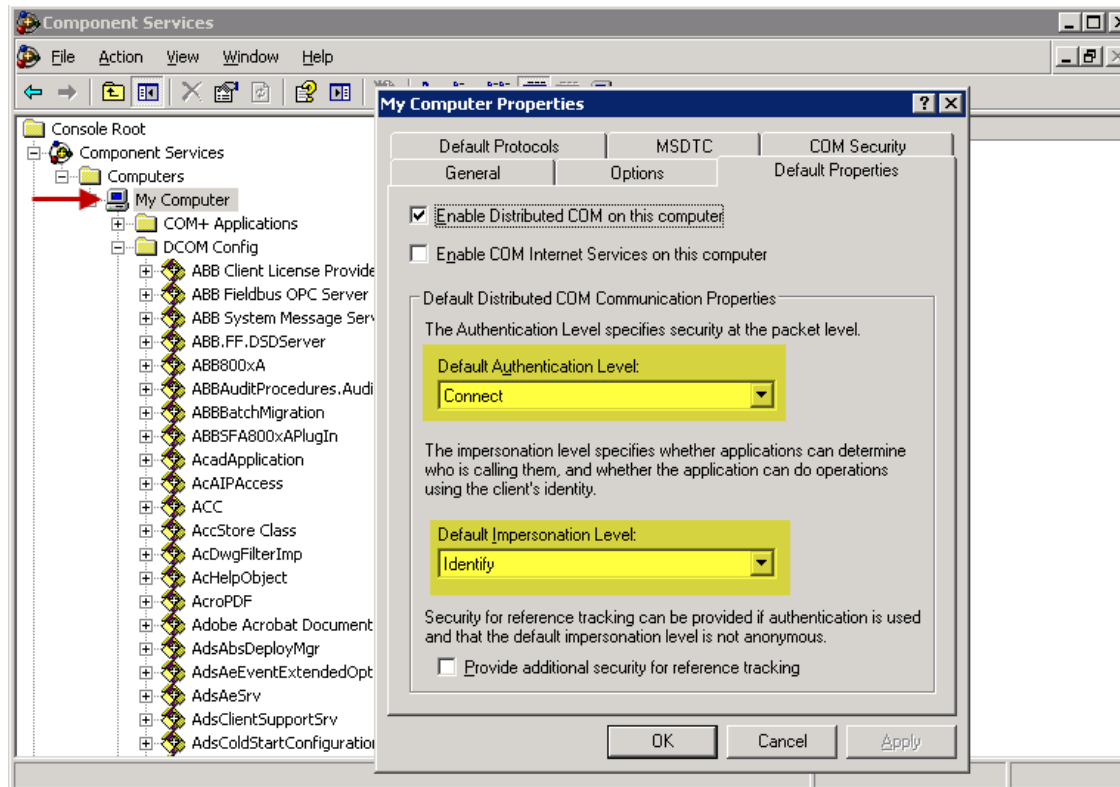 Component Services
File Action View Window Help
Console Root
Component Services
Computers
My Computer
COM+ Applications
DCOM Config
ABB Client License Provide
ABB Fieldbus OPC Server
ABB System Message Serv
ABB.FF.DSDServer
ABB800xA
ABBAuditProcedures.Audi
ABBBatchMigration
ABBSFA800xAPlugIn
AcadApplication
AcAIPAccess
ACC
AccStore Class
AcDwgFilterImp
AcHelpObject
AcroPDF
Adobe Acrobat Document
AdsAbsDeployMgr
AdsAeEventExtendedOpt
AdsAeSrv
AdsClientSupportSrv
AdsColdStartConfiguration
My Computer Properties
Default Protocols MSDTC COM Security
General Options Default Properties
Enable Distributed COM on this computer
Enable COM Internet Services on this computer
Default Distributed COM Communication Properties
The Authentication Level specifies security at the packet level.
Default Authentication Level:
Connect
The impersonation level specifies whether applications can determine
who is calling them, and whether the application can do operations
using the client's identity.
Default Impersonation Level:
Identify
Security for reference tracking can be provided if authentication is used
and that the default impersonation level is not anonymous.
Provide additional security for reference tracking
OK Cancel Apply